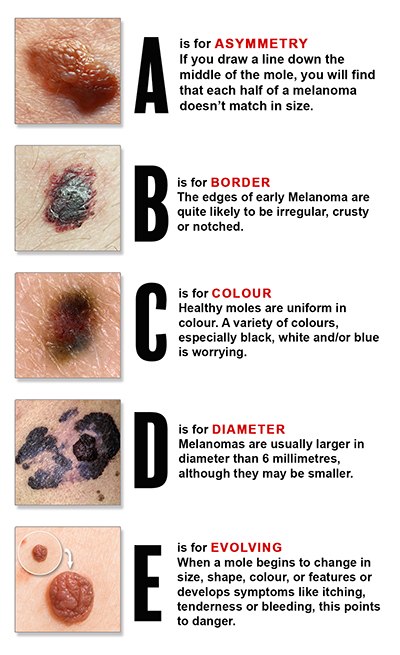 A
is for ASYMMETRY
If you draw a line down the
middle of the mole, you will find
that each half of a melanoma
doesn't match in size.
B
is for BORDER
The edges of early Melanoma are
quite likely to be irregular, crusty
or notched.
C
is for COLOUR
Healthy moles are uniform in
colour. A variety of colours,
especially black, white and/or blue
is worrying.
D
is for DIAMETER
Melanomas are usually larger in
diameter than 6 millimetres,
although they may be smaller.
E
is for EVOLVING
When a mole begins to change in
size, shape, colour, or features or
develops symptoms like itching,
tenderness or bleeding, this points
to danger.